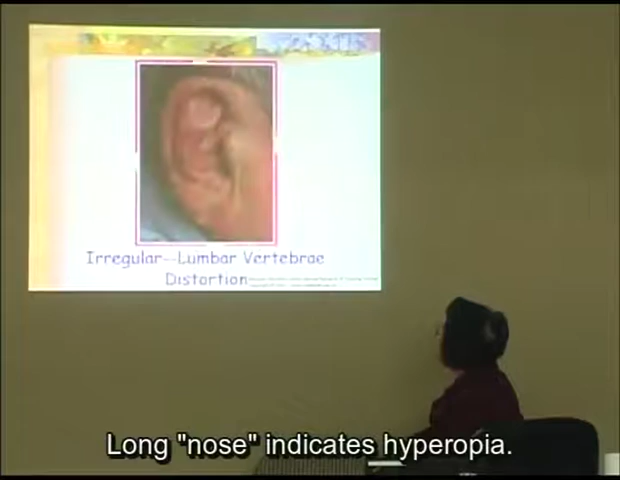 Irregular--Lumbar Vertebrae
Distortion
Long "nose" indicates hyperopia.